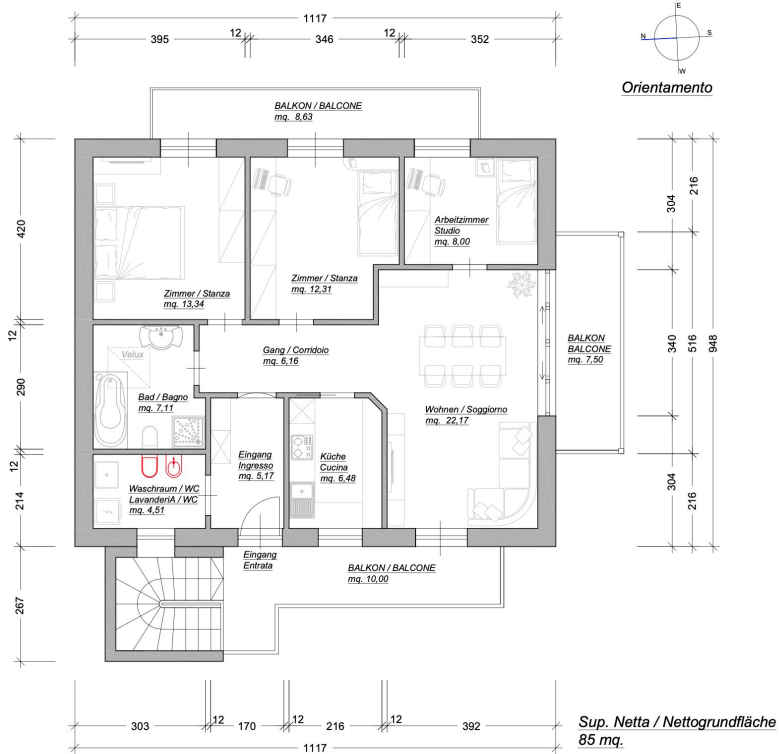 1117
395
12
346
12
352
E
N
S
W
Orientamento
BALKON / BALCONE
mq. 8,63
420
12
290
12
214
267
Zimmer / Stanza
mq. 13,34
Zimmer / Stanza
mq. 12,31
Arbeitzimmer
Studio
mq. 8,00
304
216
340
516
948
304
216
BALKON
BALCONE
mq. 7,50
Velux
Gang / Corridoio
mq. 6,16
Bad / Bagno
mq. 7,11
Wohnen / Soggiorno
mq. 22,17
Eingang
Ingresso
mq. 5,17
Küche
Cucina
mq. 6,48
Waschraum / WC
LavanderiA / WC
mq. 4,51
Eingang
Entrata
BALKON / BALCONE
mq. 10,00
303
12
170
12
216
12
392
1117
Sup. Netta / Nettogrundfläche
85 mq.